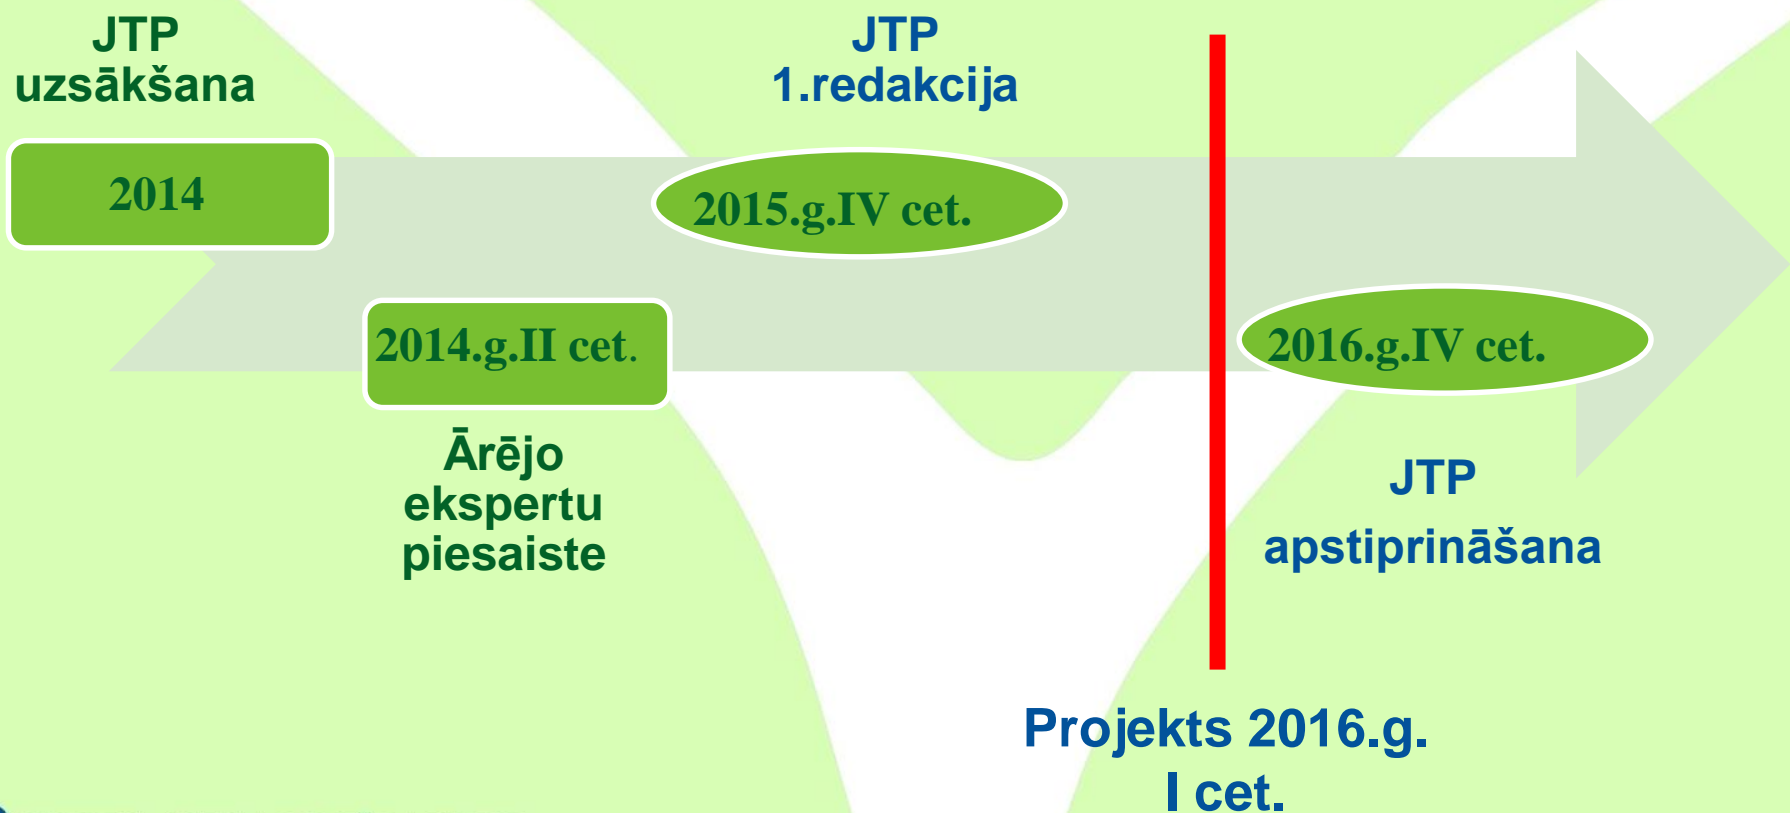 JTP
uzsākšana
2014
2014.g.II cet.
Ārējo
ekspertu
piesaiste
JTP
1.redakcija
2015.g.IV cet.
Projekts 2016.g.
I cet.
2016.g.IV cet.
JTP
apstiprināšana